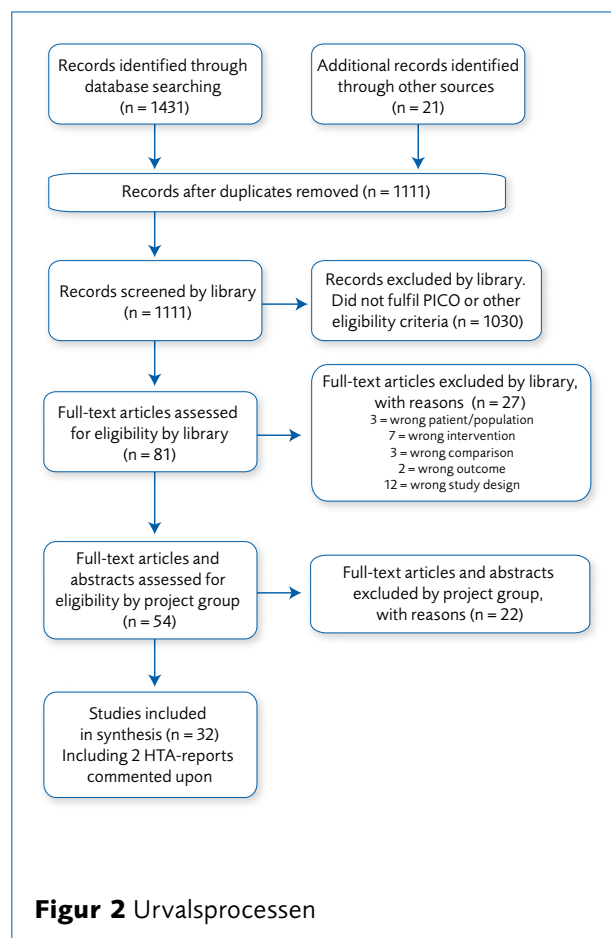 Records identified through
database searching
(n = 1431)
Additional records identified
through other sources
(n = 21)
Records after duplicates removed (n = 1111)
Records screened by library
(n = 1111)
Records excluded by library.
Did not fulfil PICO or other
eligibility criteria (n = 1030)
Full-text articles assessed
for eligibility by library
(n = 81)
Full-text articles excluded by library,
with reasons (n = 27)
3 = wrong patient/population
7 = wrong intervention
3 = wrong comparison
2 = wrong outcome
12 = wrong study design
Full-text articles and
abstracts assessed for
eligibility by project group
(n = 54)
Full-text articles and abstracts
excluded by project group,
with reasons (n = 22)
Studies included
in synthesis (n = 32)
Including 2 HTA-reports
commented upon
Figur 2 Urvalsprocessen